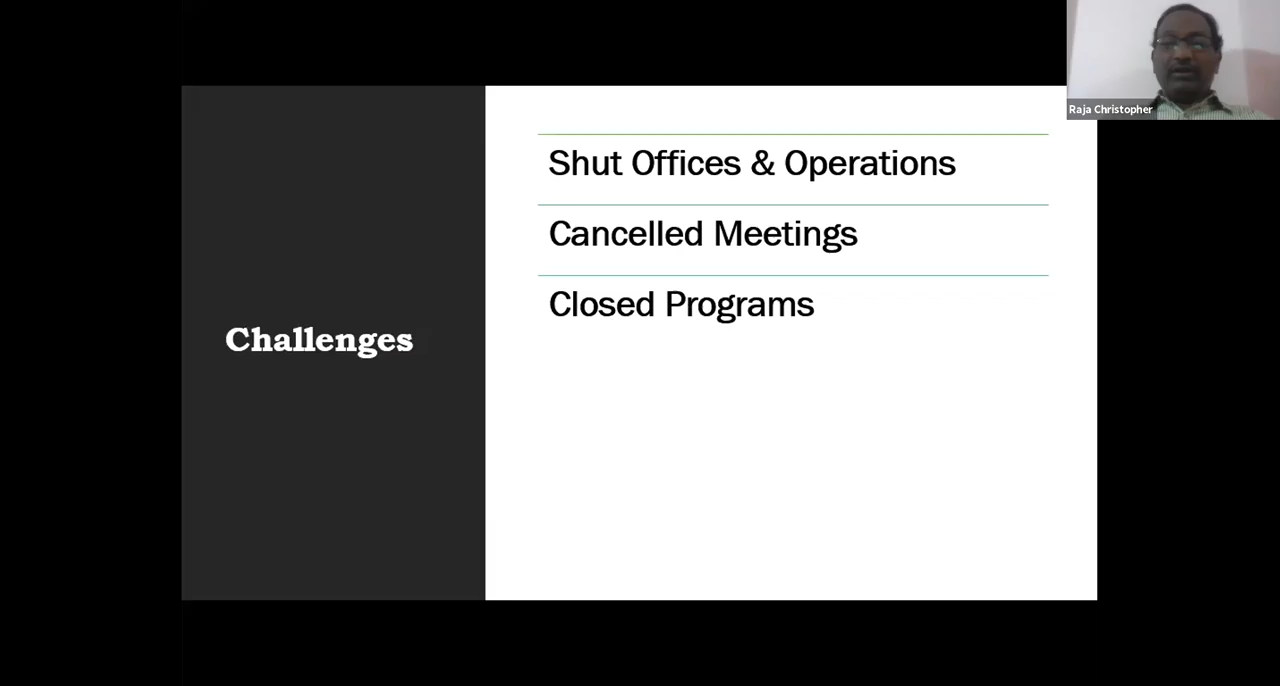 Raja Christopher
Shut Offices & Operations
Cancelled Meetings
Closed Programs
Challenges